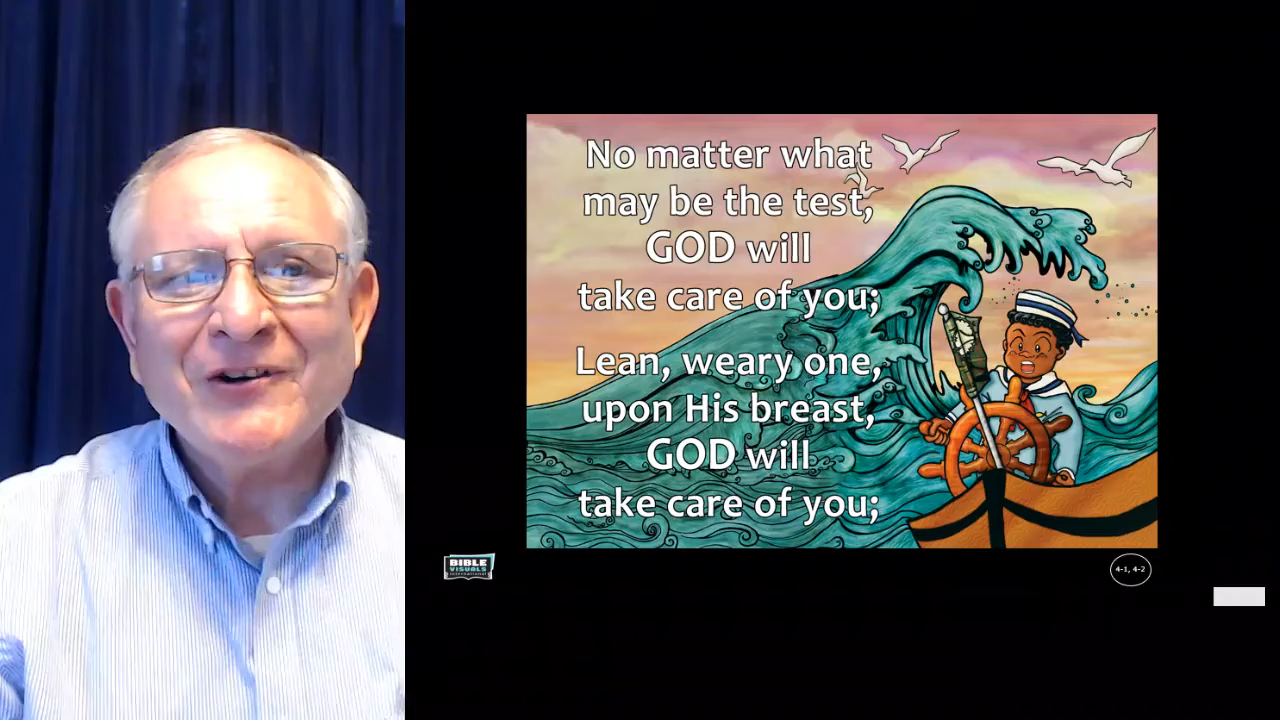 No matter what
may be the test,
GOD will
take care of you;
Lean, weary one,
upon His breast,
GOD will
take care of you;
BIBLE
VISUALS
international
4-1, 4-2